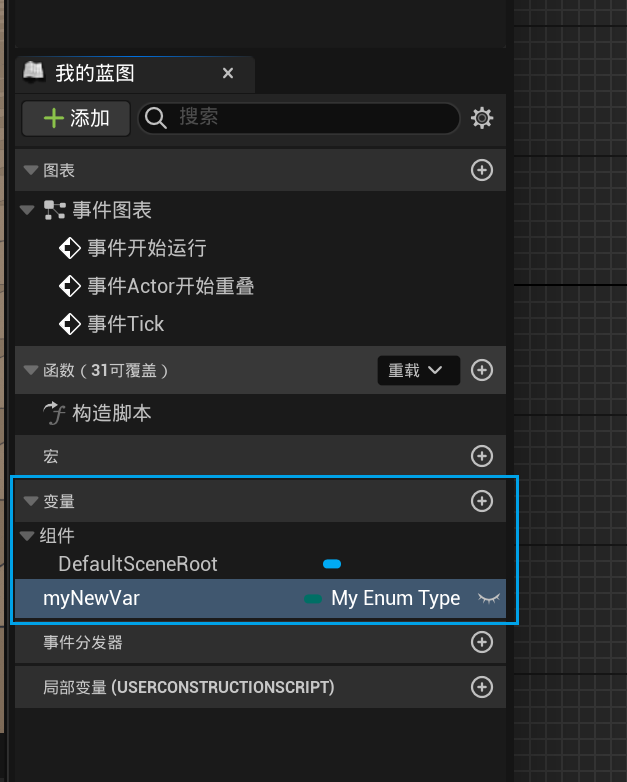 我的蓝图
添加 搜索
图表
事件图表
事件开始运行
事件Actor开始重叠
事件Tick
函数（31可覆盖） 重载
构造脚本
宏
变量
组件
DefaultSceneRoot
myNewVar My Enum Type
事件分发器
局部变量 (USERCONSTRUCTIONSCRIPT)